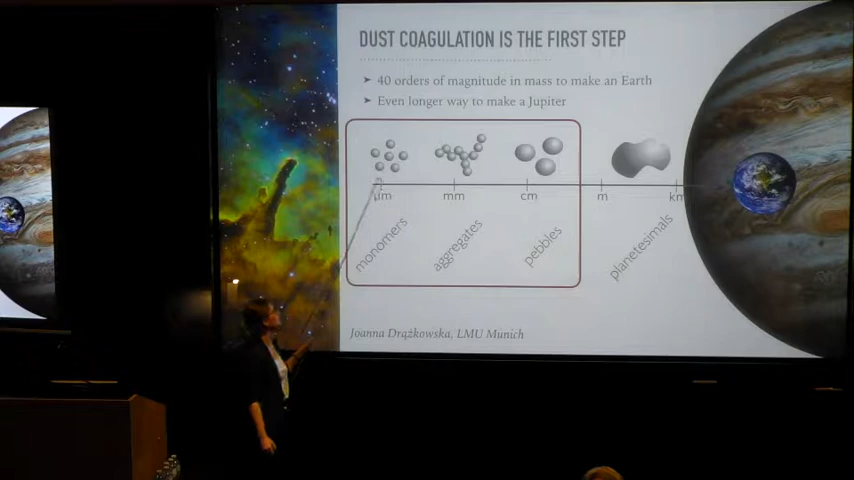 DUST COAGULATION IS THE FIRST STEP
➤ 40 orders of magnitude in mass to make an Earth
➤ Even longer way to make a Jupiter
μm mm cm m km
monomers aggregates pebbles planetesimals
Joanna Drążkowska, LMU Munich